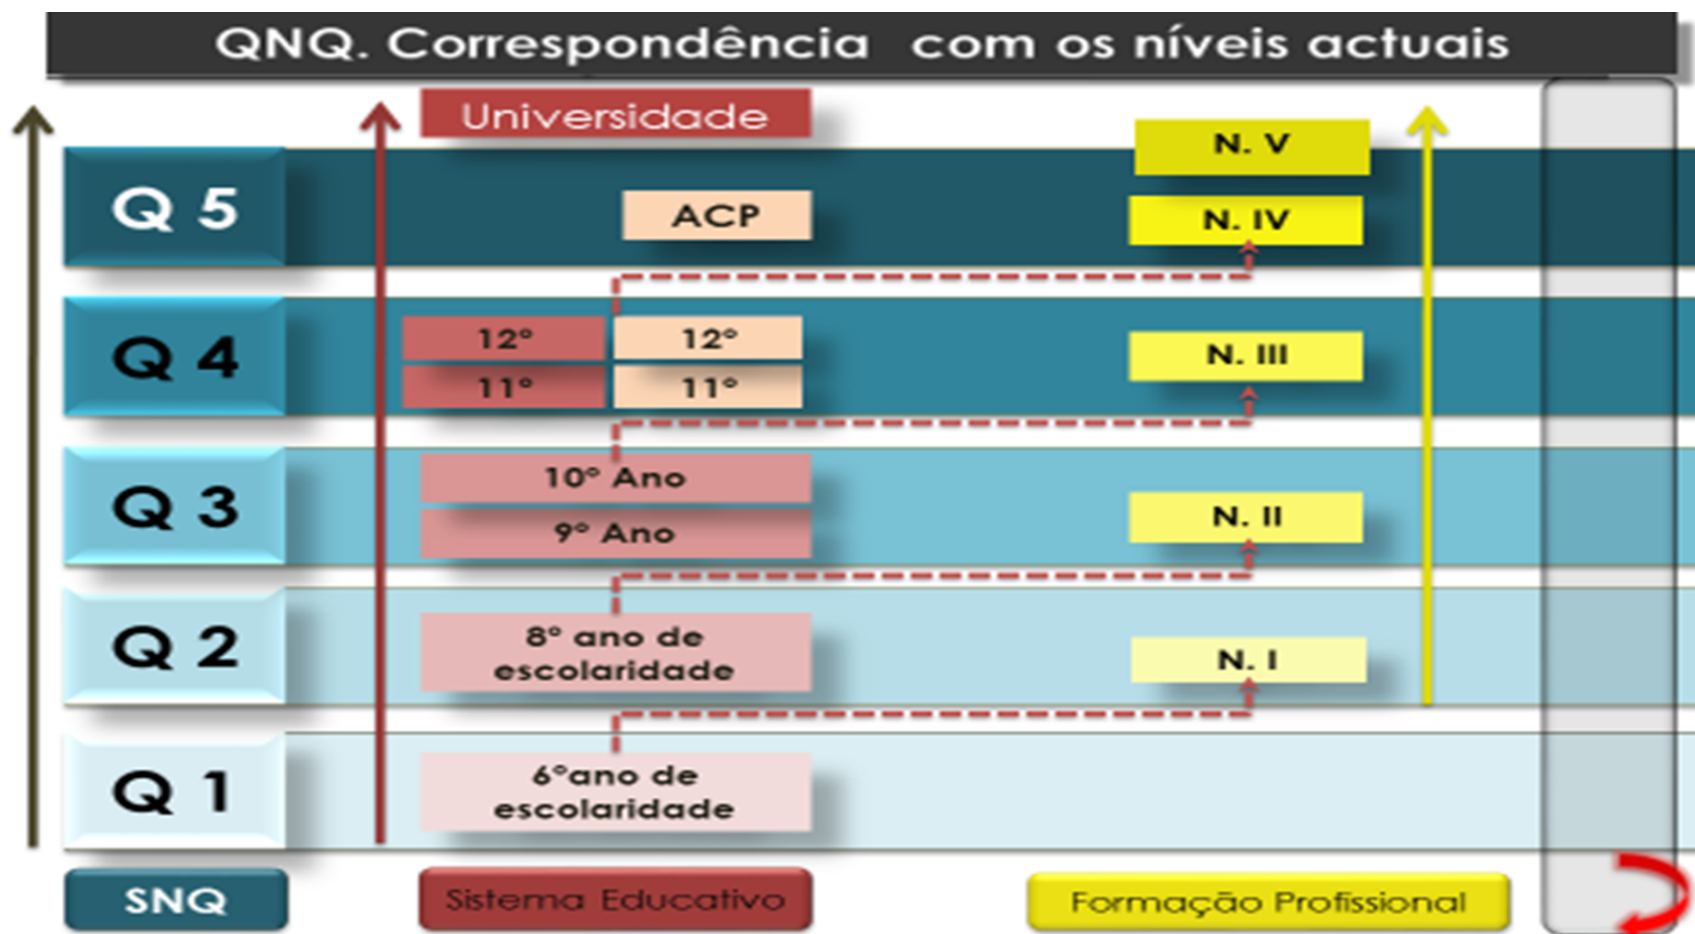 QNQ. Correspondência com os níveis actuais
Universidade
N. V
Q 5
ACP
N. IV
Q 4
12º
12º
N. III
11º
11º
Q 3
10º Ano
N. II
9º Ano
Q 2
8º ano de
escolaridade
N. I
Q 1
6ºano de
escolaridade
SNQ
Sistema Educativo
Formação Profissional